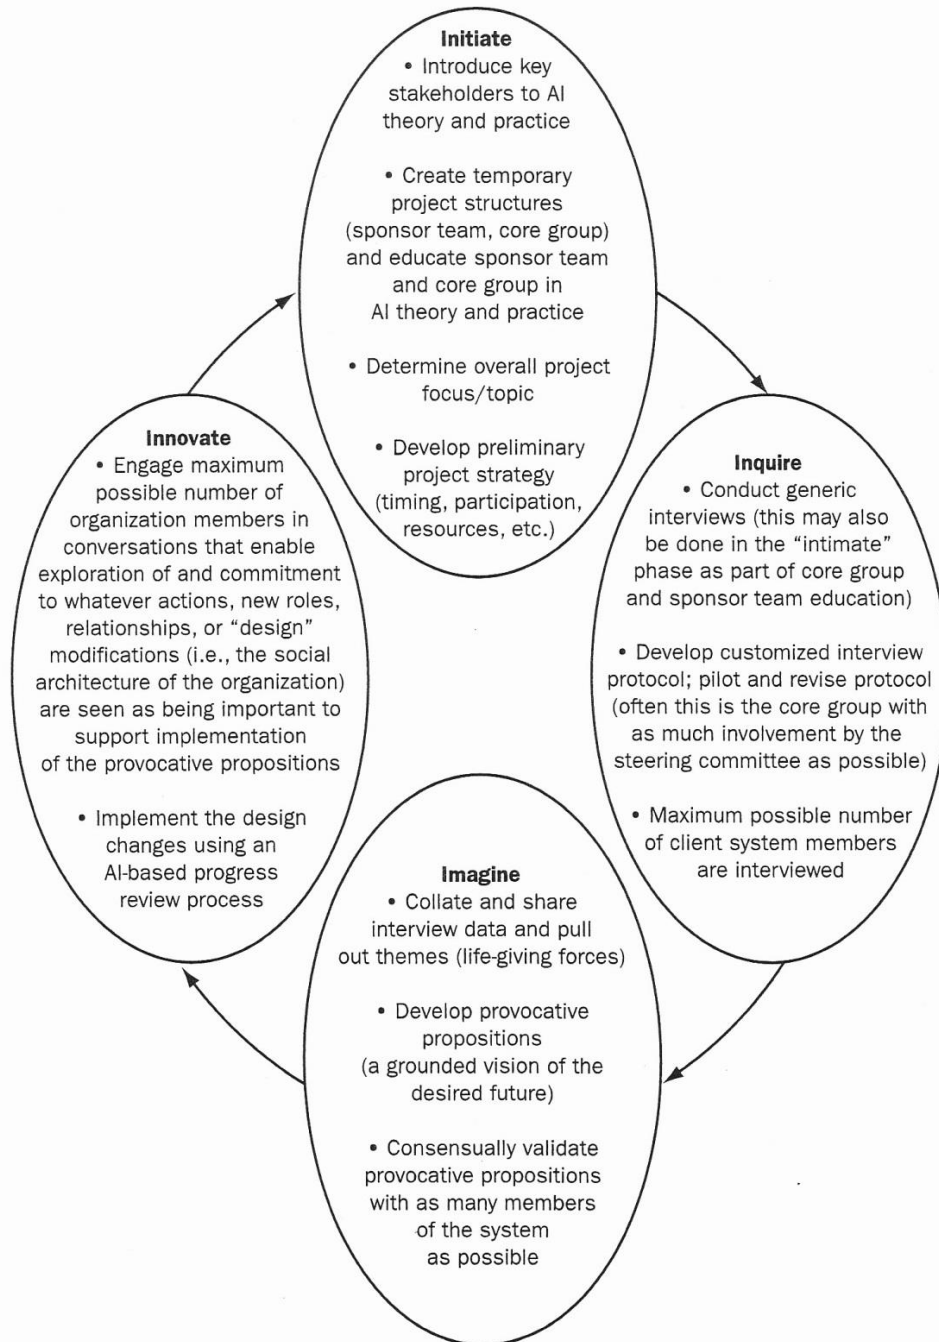 Initiate
• Introduce key
stakeholders to AI
theory and practice
• Create temporary
project structures
(sponsor team, core group)
and educate sponsor team
and core group in
AI theory and practice
• Determine overall project
focus/topic
• Develop preliminary
project strategy
(timing, participation,
resources, etc.)
Inquire
• Conduct generic
interviews (this may also
be done in the “intimate”
phase as part of core group
and sponsor team education)
• Develop customized interview
protocol; pilot and revise protocol
(often this is the core group with
as much involvement by the
steering committee as possible)
• Maximum possible number
of client system members
are interviewed
Imagine
• Collate and share
interview data and pull
out themes (life-giving forces)
• Develop provocative
propositions
(a grounded vision of the
desired future)
• Consensually validate
provocative propositions
with as many members
of the system
as possible
Innovate
• Engage maximum
possible number of
organization members in
conversations that enable
exploration of and commitment
to whatever actions, new roles,
relationships, or “design”
modifications (i.e., the social
architecture of the organization)
are seen as being important to
support implementation
of the provocative propositions
• Implement the design
changes using an
AI-based progress
review process